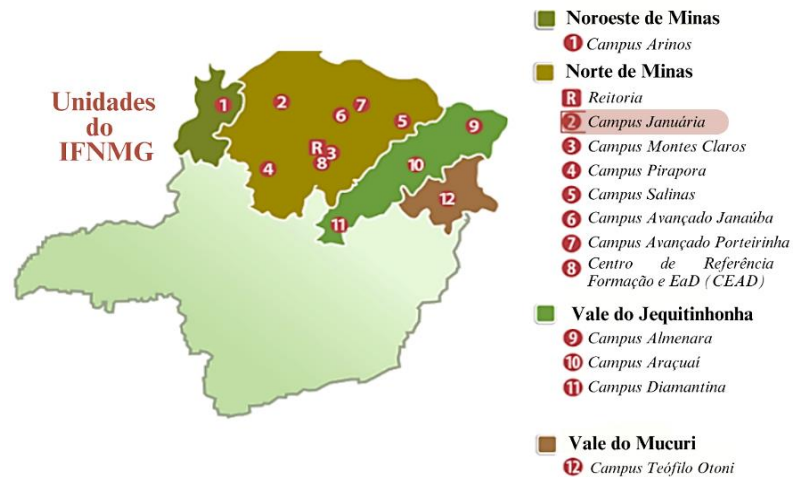 Unidades
do
IFNMG
1
2
7
6
5
9
R
3
8
4
10
12
11
Noroeste de Minas
1 Campus Arinos
Norte de Minas
R Reitoria
2 Campus Januária
3 Campus Montes Claros
4 Campus Pirapora
5 Campus Salinas
6 Campus Avançado Janaúba
7 Campus Avançado Porteirinha
8 Centro de Referência
Formação e EaD (CEAD)
Vale do Jequitinhonha
9 Campus Almenara
10 Campus Araçuaí
11 Campus Diamantina
Vale do Mucuri
12 Campus Teófilo Otoni